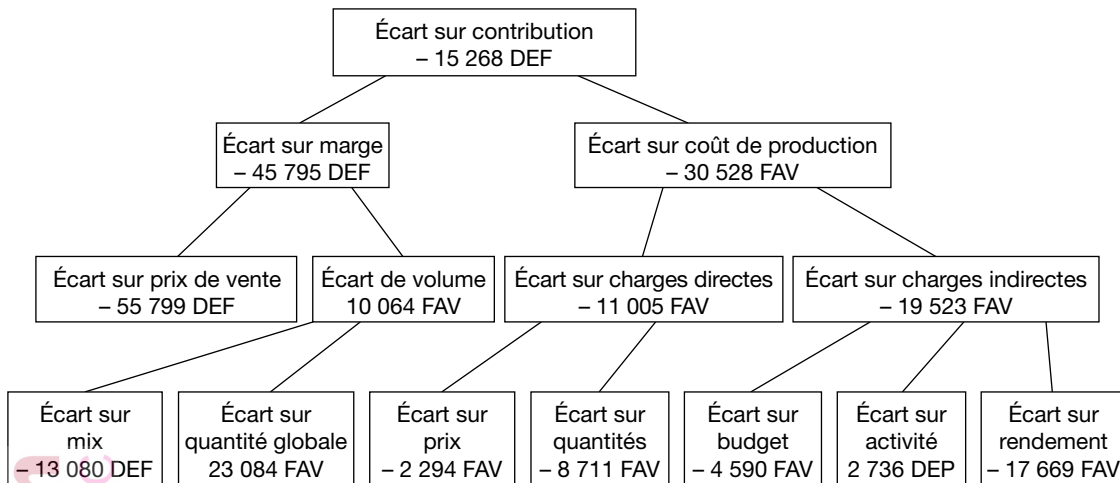 Écart sur contribution
– 15 268 DEF
Écart sur marge
– 45 795 DEF
Écart sur coût de production
– 30 528 FAV
Écart sur prix de vente
– 55 799 DEF
Écart de volume
10 064 FAV
Écart sur charges directes
– 11 005 FAV
Écart sur charges indirectes
– 19 523 FAV
Écart sur
mix
– 13 080 DEF
Écart sur
quantité globale
23 084 FAV
Écart sur
prix
– 2 294 FAV
Écart sur
quantités
– 8 711 FAV
Écart sur
budget
– 4 590 FAV
Écart sur
activité
2 736 DEP
Écart sur
rendement
– 17 669 FAV